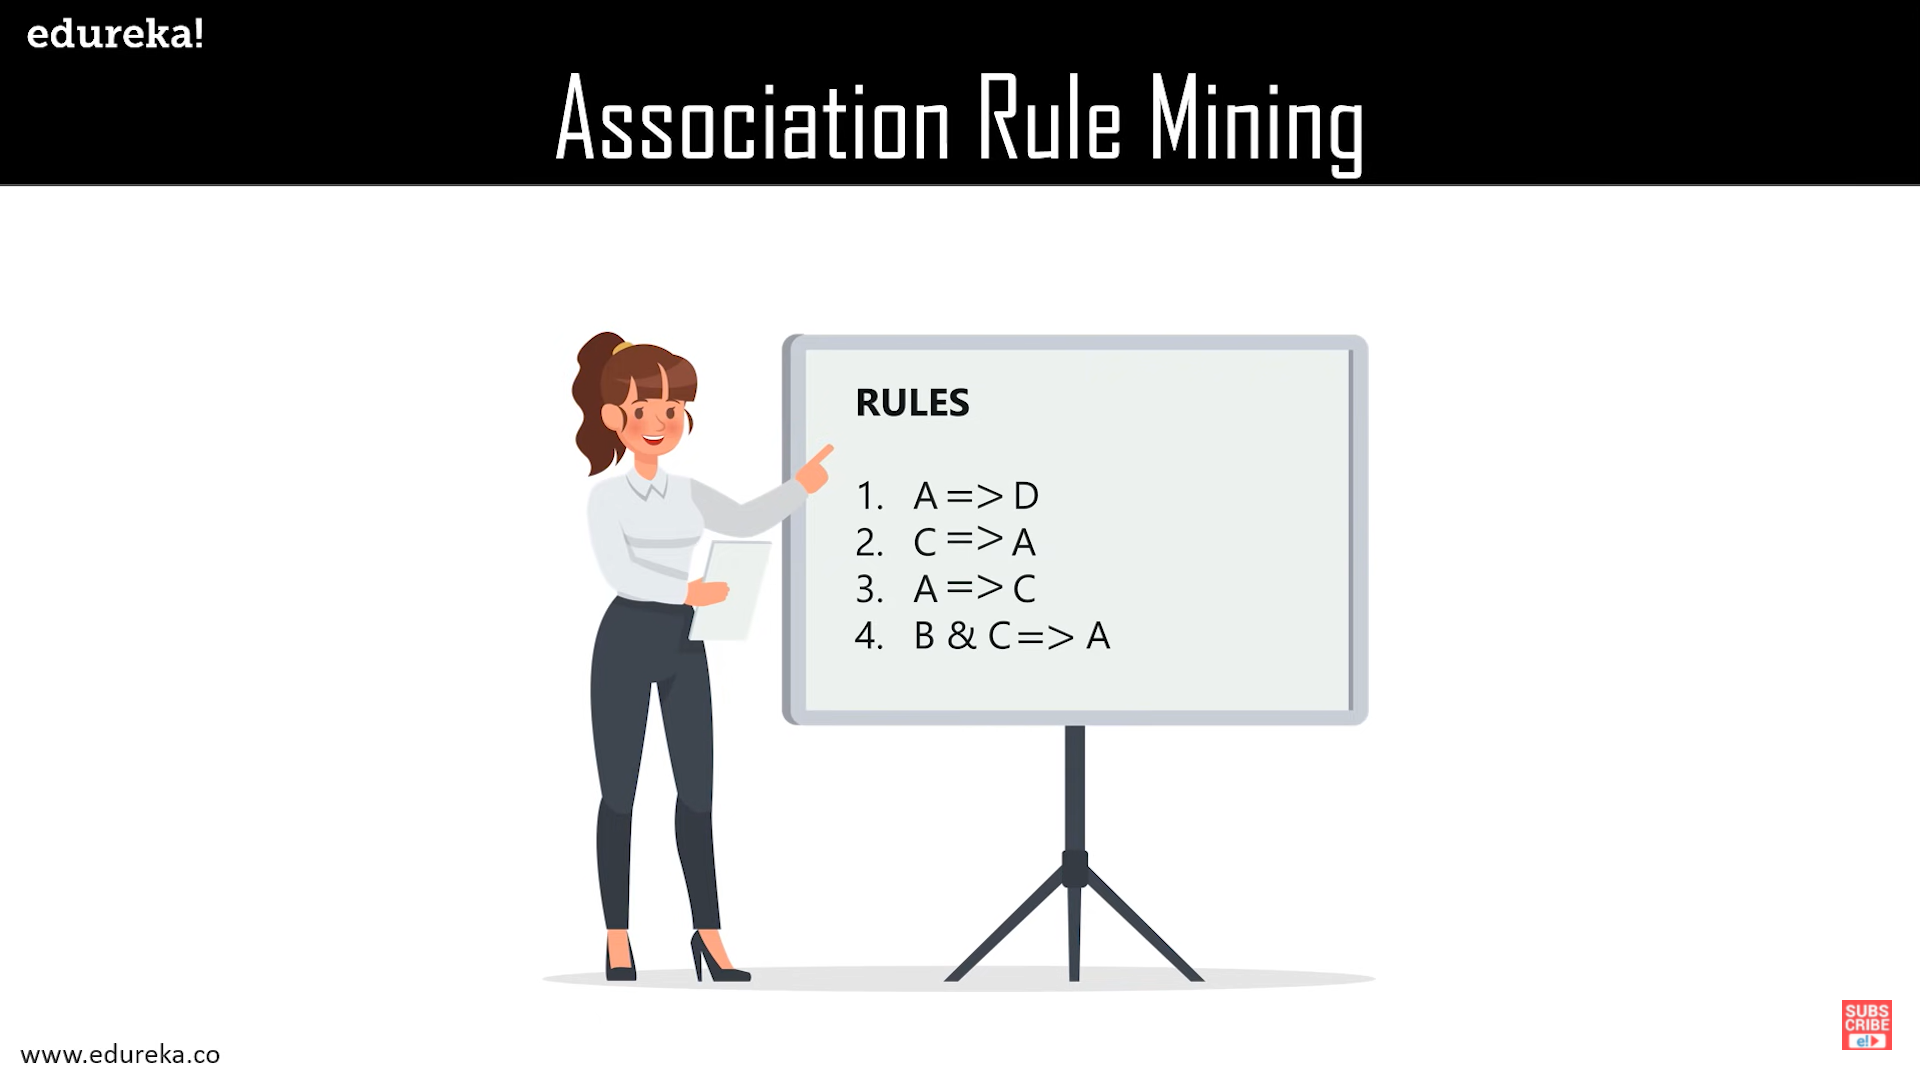 edureka!
Association Rule Mining
RULES
1. A => D
2. C => A
3. A => C
4. B & C => A
SUBS
CRIBE
e!
www.edureka.co